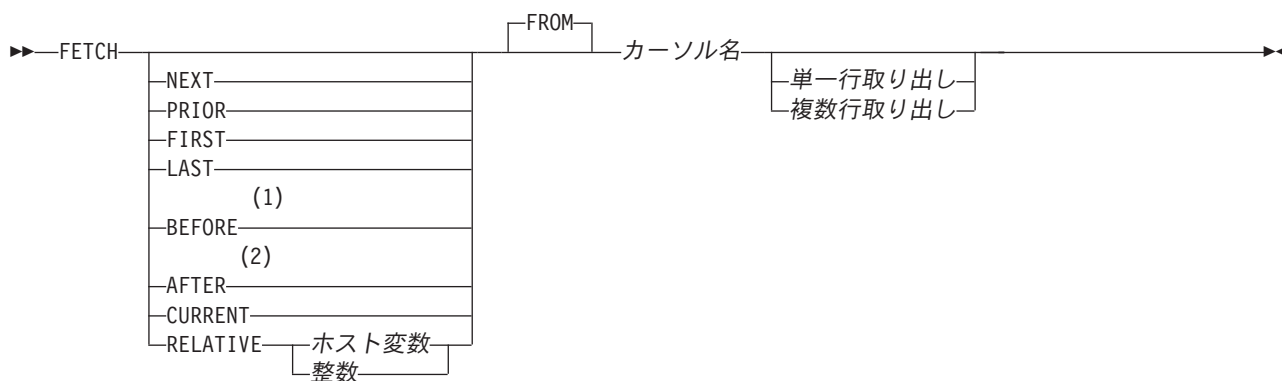 FROM
FETCH カーソル名
NEXT 単一行取り出し
PRIOR 複数行取り出し
FIRST
LAST
(1)
BEFORE
(2)
AFTER
CURRENT
RELATIVE ホスト変数
整数